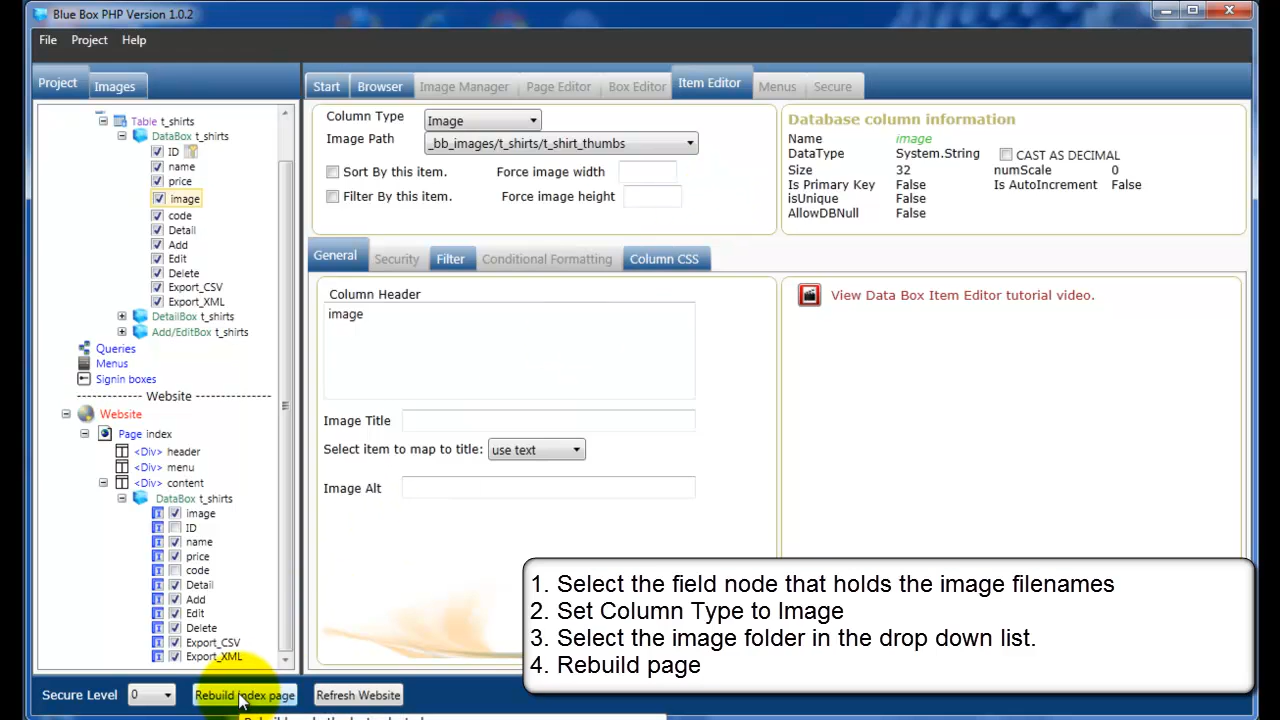 Blue Box PHP Version 1.0.2
File Project Help
Project Images
Start Browser Image Manager Page Editor Box Editor Item Editor Menus Secure
Table t_shirts
DataBox t_shirts
ID
name
price
image
code
Detail
Add
Edit
Delete
Export_CSV
Export_XML
DetailBox t_shirts
Add/EditBox t_shirts
Queries
Menus
Signin boxes
--------------- Website ---------------
Website
Page index
<Div> header
<Div> menu
<Div> content
DataBox t_shirts
image
ID
name
price
code
Detail
Add
Edit
Delete
Export_CSV
Export_XML
Column Type Image
Image Path _bb_images/t_shirts/t_shirt_thumbs
Sort By this item. Force image width
Filter By this item. Force image height
Database column information
Name image
DataType System.String CAST AS DECIMAL
Size 32 numScale 0
Is Primary Key False Is AutoIncrement False
isUnique False
AllowDBNull False
General Security Filter Conditional Formatting Column CSS
Column Header
image
Image Title
Select item to map to title: use text
Image Alt
View Data Box Item Editor tutorial video.
1. Select the field node that holds the image filenames
2. Set Column Type to Image
3. Select the image folder in the drop down list.
4. Rebuild page
Secure Level 0 Rebuild index page Refresh Website